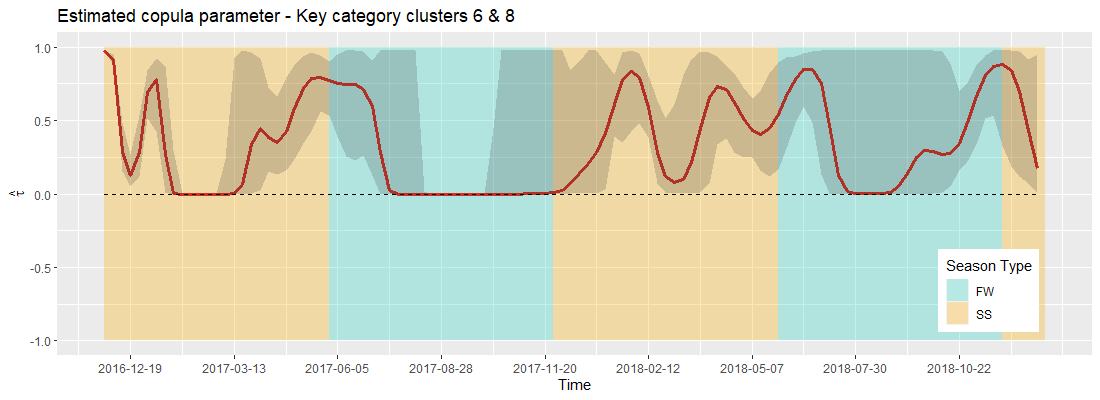 Estimated copula parameter - Key category clusters 6 & 8
1.0
0.5
0.0
-0.5
-1.0
τ̂
Season Type
FW
SS
2016-12-19 2017-03-13 2017-06-05 2017-08-28 2017-11-20 2018-02-12 2018-05-07 2018-07-30 2018-10-22
Time